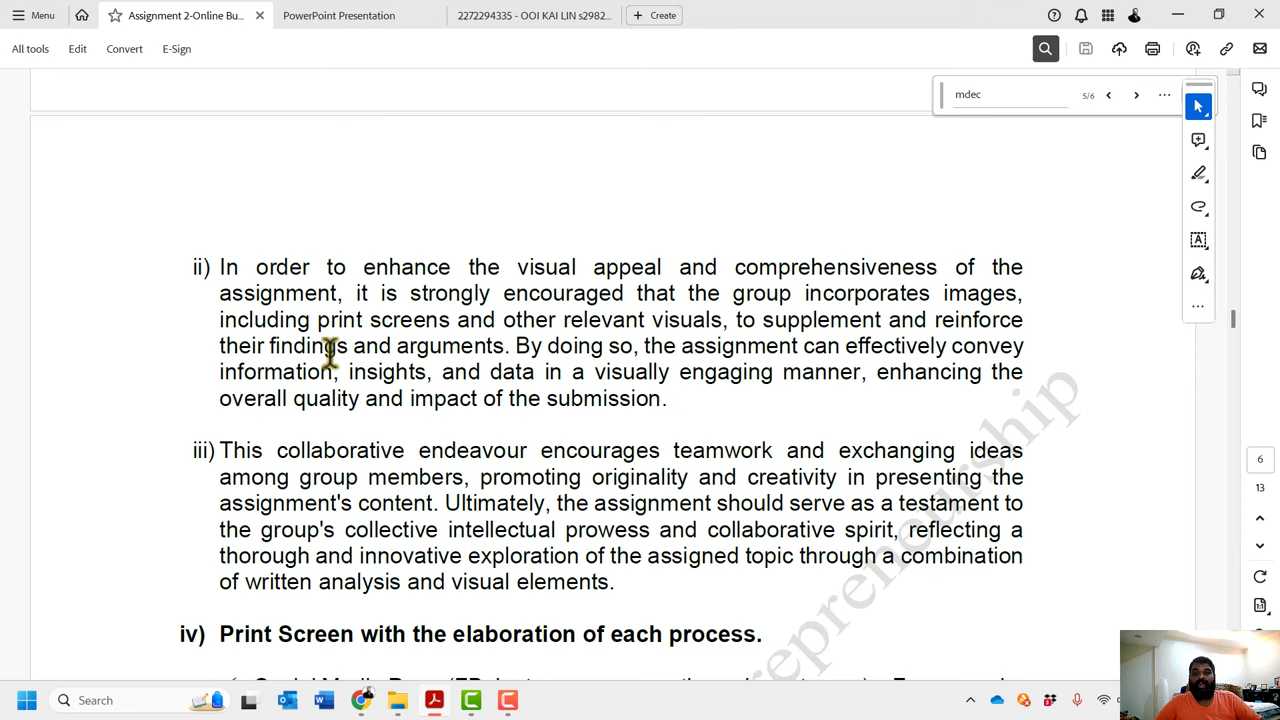 Menu
Assignment 2-Online Bu...
PowerPoint Presentation
2272294335 - OOI KAI LIN s2982...
Create
All tools Edit Convert E-Sign
mdec 5/6
ii) In order to enhance the visual appeal and comprehensiveness of the
assignment, it is strongly encouraged that the group incorporates images,
including print screens and other relevant visuals, to supplement and reinforce
their findings and arguments. By doing so, the assignment can effectively convey
information, insights, and data in a visually engaging manner, enhancing the
overall quality and impact of the submission.
iii) This collaborative endeavour encourages teamwork and exchanging ideas
among group members, promoting originality and creativity in presenting the
assignment's content. Ultimately, the assignment should serve as a testament to
the group's collective intellectual prowess and collaborative spirit, reflecting a
thorough and innovative exploration of the assigned topic through a combination
of written analysis and visual elements.
iv) Print Screen with the elaboration of each process.
repreneurship
6
13
Search